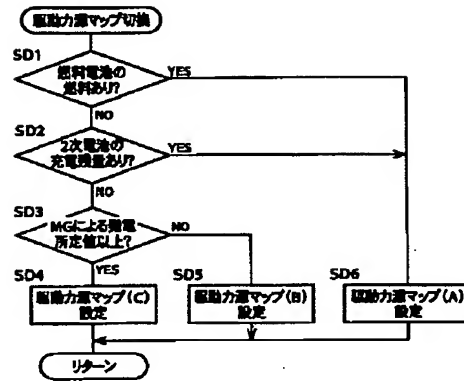 駆動力源マップ切換
SD1
燃料電池の
燃料あり?
YES
NO
SD2
2次電池の
充電残量あり?
YES
NO
SD3
MGによる発電
所定値以上?
NO
YES
SD4
駆動力源マップ(C)
設定
SD5
駆動力源マップ(B)
設定
SD6
駆動力源マップ(A)
設定
リターン